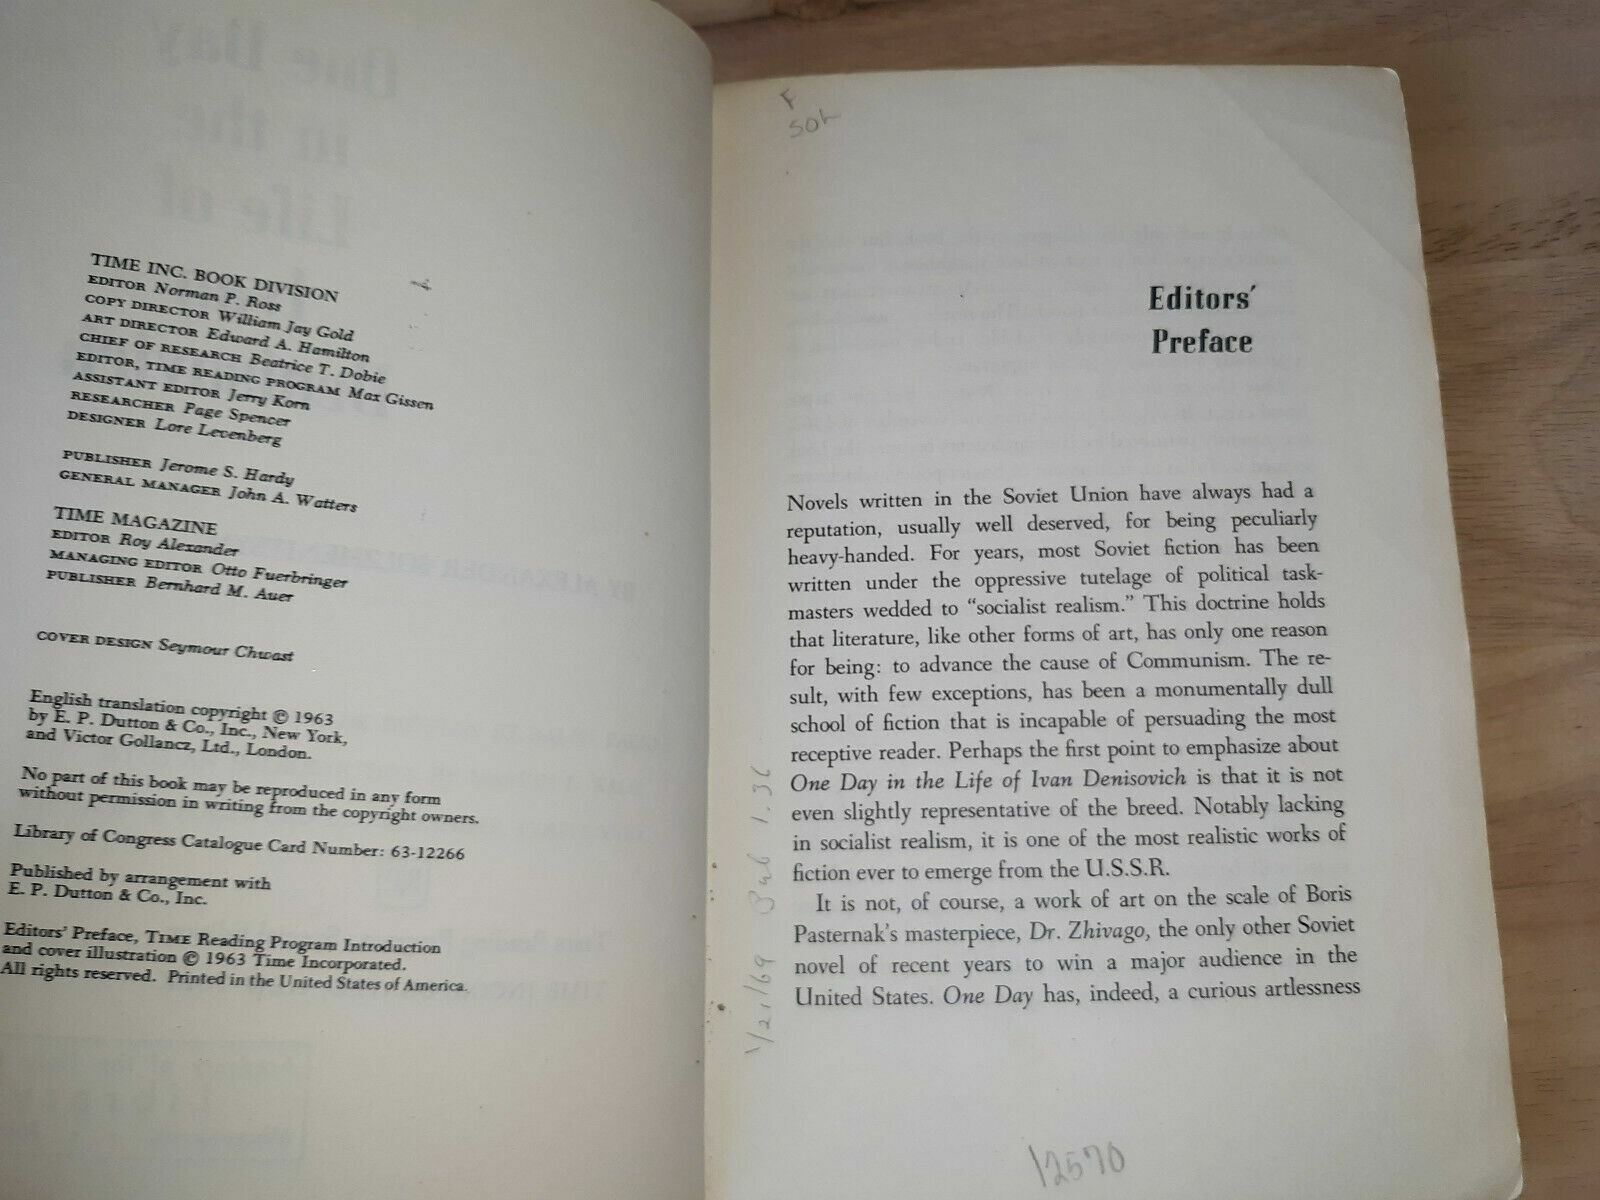 TIME INC. BOOK DIVISION
EDITOR Norman P. Ross
COPY DIRECTOR William Jay Gold
ART DIRECTOR Edward A. Hamilton
CHIEF OF RESEARCH Beatrice T. Dobie
EDITOR, TIME READING PROGRAM Max Gissen
ASSISTANT EDITOR Jerry Korn
RESEARCHER Page Spencer
DESIGNER Lore Levenberg
PUBLISHER Jerome S. Hardy
GENERAL MANAGER John A. Watters
TIME MAGAZINE
EDITOR Roy Alexander
MANAGING EDITOR Otto Fuerbringer
PUBLISHER Bernhard M. Auer
COVER DESIGN Seymour Chwast
English translation copyright © 1963
by E. P. Dutton & Co., Inc., New York,
and Victor Gollancz, Ltd., London.
No part of this book may be reproduced in any form
without permission in writing from the copyright owners.
Library of Congress Catalogue Card Number: 63-12266
Published by arrangement with
E. P. Dutton & Co., Inc.
Editors' Preface, TIME Reading Program Introduction
and cover illustration © 1963 Time Incorporated.
All rights reserved. Printed in the United States of America.
F
SOL
Editors'
Preface
Novels written in the Soviet Union have always had a
reputation, usually well deserved, for being peculiarly
heavy-handed. For years, most Soviet fiction has been
written under the oppressive tutelage of political task-
masters wedded to "socialist realism." This doctrine holds
that literature, like other forms of art, has only one reason
for being: to advance the cause of Communism. The re-
sult, with few exceptions, has been a monumentally dull
school of fiction that is incapable of persuading the most
receptive reader. Perhaps the first point to emphasize about
One Day in the Life of Ivan Denisovich is that it is not
even slightly representative of the breed. Notably lacking
in socialist realism, it is one of the most realistic works of
fiction ever to emerge from the U.S.S.R.
It is not, of course, a work of art on the scale of Boris
Pasternak's masterpiece, Dr. Zhivago, the only other Soviet
novel of recent years to win a major audience in the
United States. One Day has, indeed, a curious artlessness
1/21/69 Pub 1.36
12570